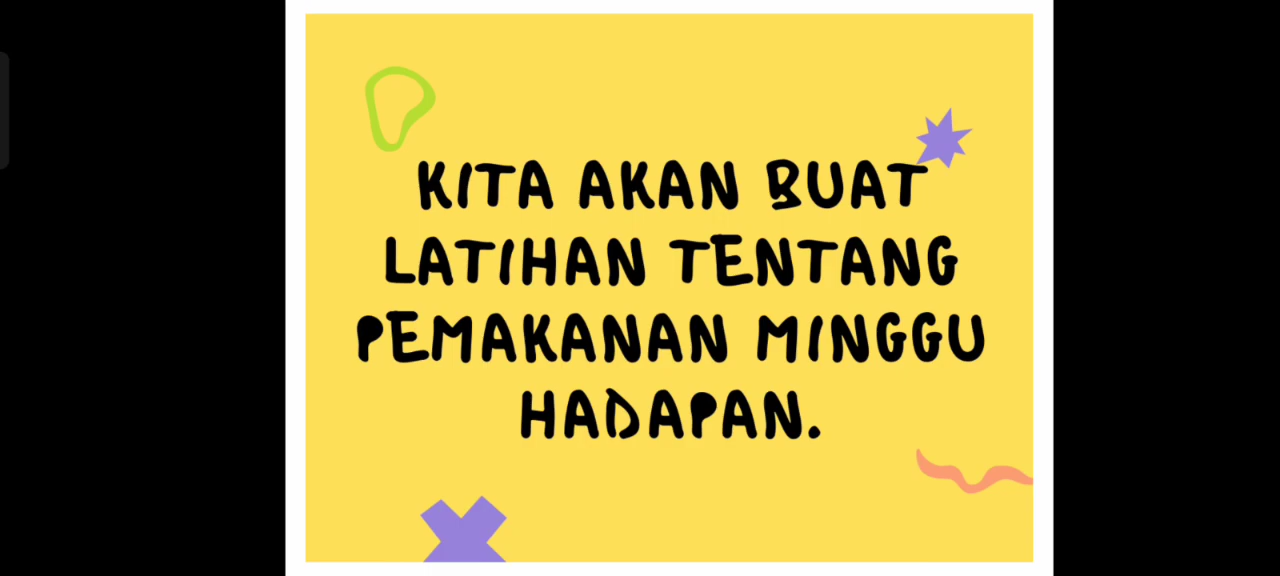 KITA AKAN BUAT
LATIHAN TENTANG
PEMAKANAN MINGGU
HADAPAN.